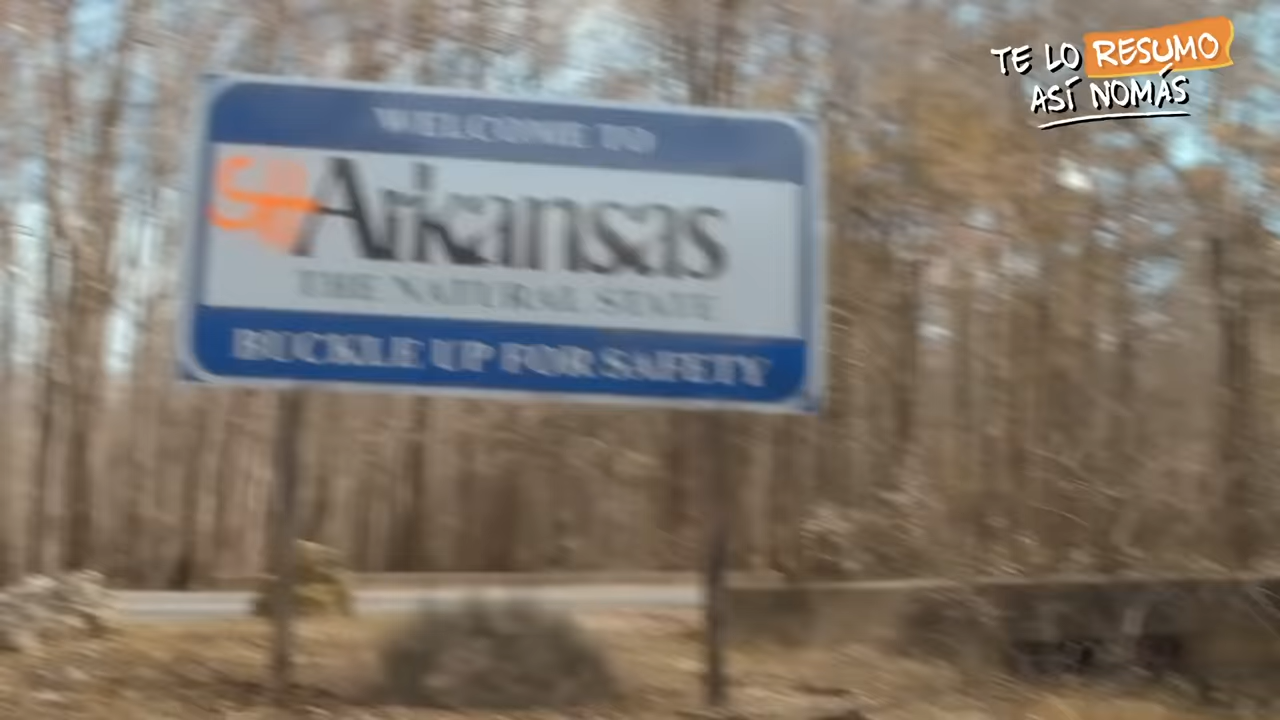 TE LO RESUMO
ASÍ NOMÁS
WELCOME TO
Arkansas
THE NATURAL STATE
BUCKLE UP FOR SAFETY